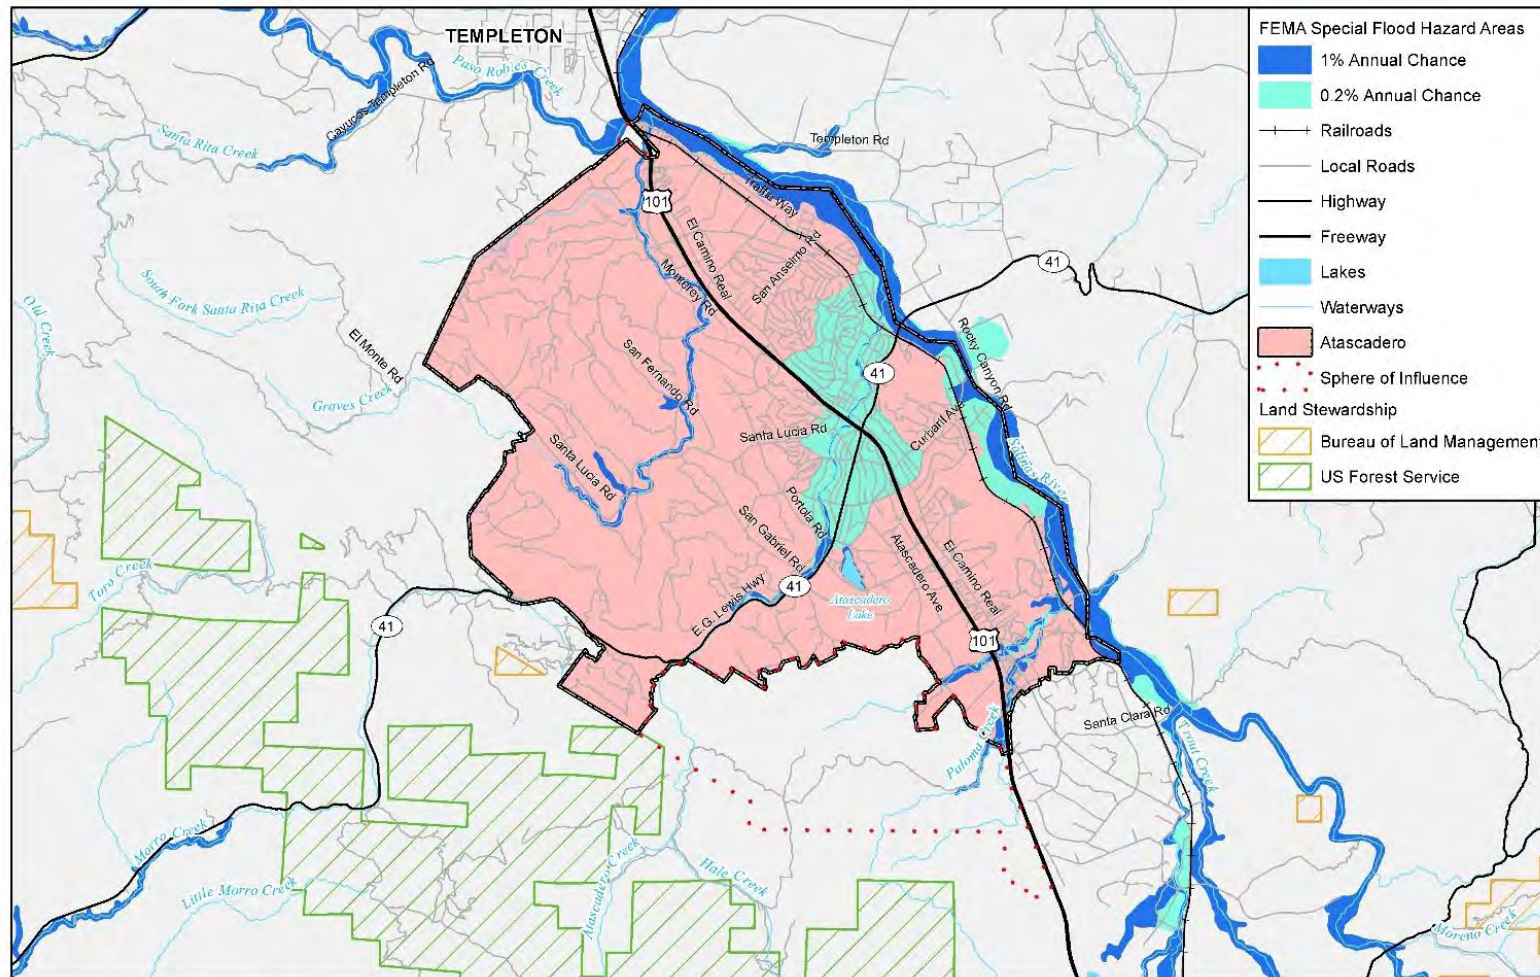 TEMPLETON
Paso Robles Creek
Cayucos Templeton Rd
Santa Rita Creek
Templeton Rd
Traffic Way
101
El Camino Real
San Anselmo Rd
Monterey Rd
41
South Fork Santa Rita Creek
Old Creek
El Monte Rd
Graves Creek
San Fernando Rd
Rocky Canyon Rd
41
Santa Lucia Rd
Curbaril Ave
Santa Lucia Rd
Salinas River
Portola Rd
San Gabriel Rd
Atascadero Ave
El Camino Real
E.G. Lewis Hwy
41
Atascadero
Lake
Toro Creek
41
101
Santa Clara Rd
Paloma Creek
Trout Creek
Morro Creek
Little Morro Creek
Atascadero Creek
Hale Creek
Moreno Creek
FEMA Special Flood Hazard Areas
1% Annual Chance
0.2% Annual Chance
Railroads
Local Roads
Highway
Freeway
Lakes
Waterways
Atascadero
Sphere of Influence
Land Stewardship
Bureau of Land Management
US Forest Service